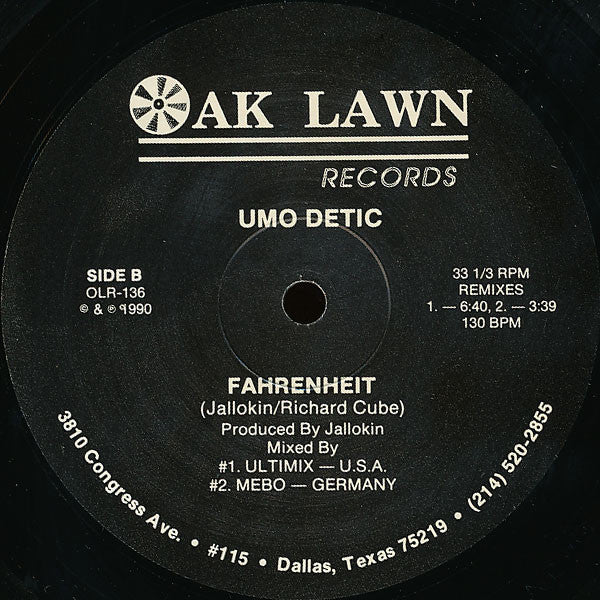 OAK LAWN
RECORDS
UMO DETIC
SIDE B
OLR-136
© & ℗ 1990
33 1/3 RPM
REMIXES
1. — 6:40, 2. — 3:39
130 BPM
FAHRENHEIT
(Jallokin/Richard Cube)
Produced By Jallokin
Mixed By
#1. ULTIMIX — U.S.A.
#2. MEBO — GERMANY
3810 Congress Ave. • #115 • Dallas, Texas 75219 • (214) 520-2855